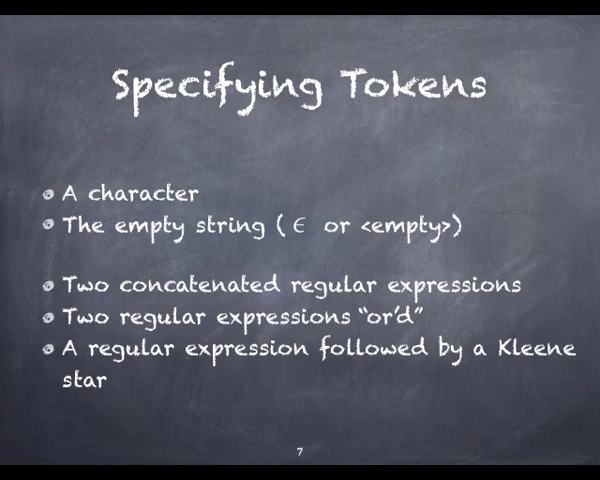 Specifying Tokens
A character
The empty string ( ∈ or <empty>)
Two concatenated regular expressions
Two regular expressions “or’d”
A regular expression followed by a Kleene
star
7